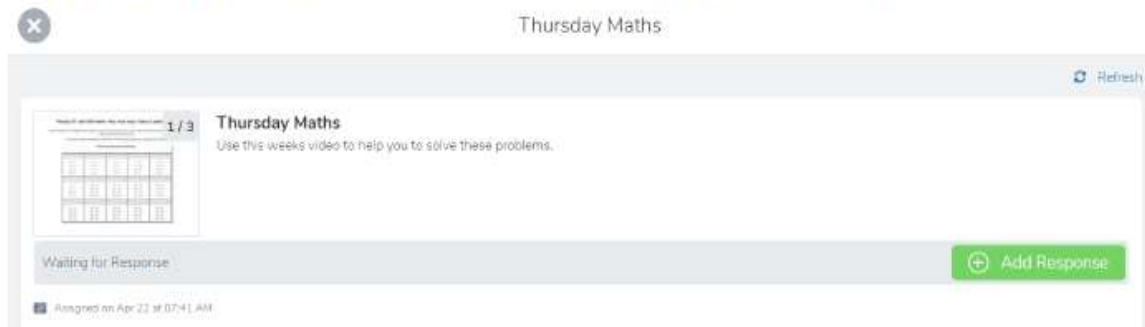 Thursday Maths
Refresh
1 / 3
Thursday Maths
Use this weeks video to help you to solve these problems.
Waiting for Response
Add Response
Assigned on Apr 22 at 07:41 AM